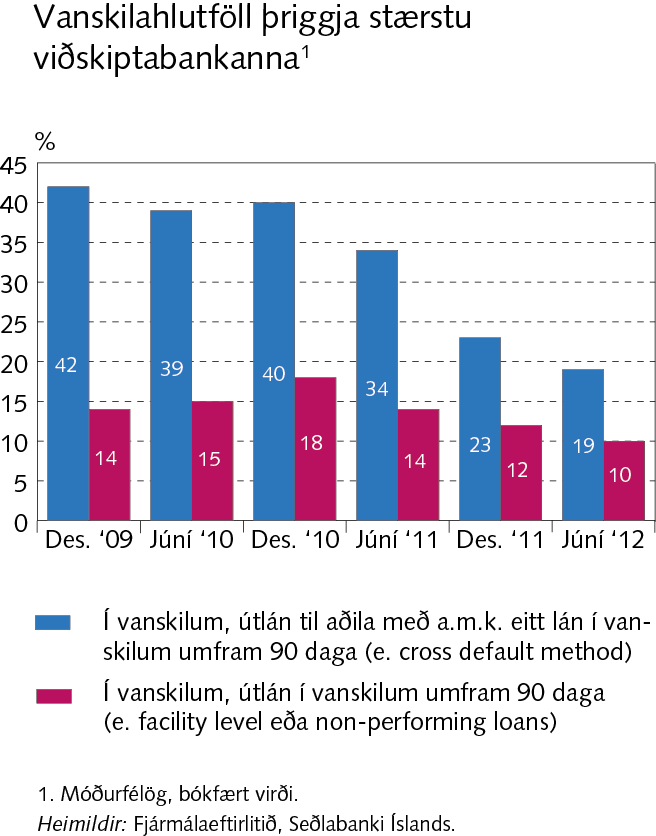 Vanskilahlutföll þriggja stærstu
viðskiptabankanna¹
%
45
40
35
30
25
20
15
10
5
0
42
14
39
15
40
18
34
14
23
12
19
10
Des. ‘09 Júní ‘10 Des. ‘10 Júní ‘11 Des. ‘11 Júní ‘12
Í vanskilum, útlán til aðila með a.m.k. eitt lán í van-
skilum umfram 90 daga (e. cross default method)
Í vanskilum, útlán í vanskilum umfram 90 daga
(e. facility level eða non-performing loans)
1. Móðurfélög, bókfært virði.
Heimildir: Fjármálaeftirlitið, Seðlabanki Íslands.